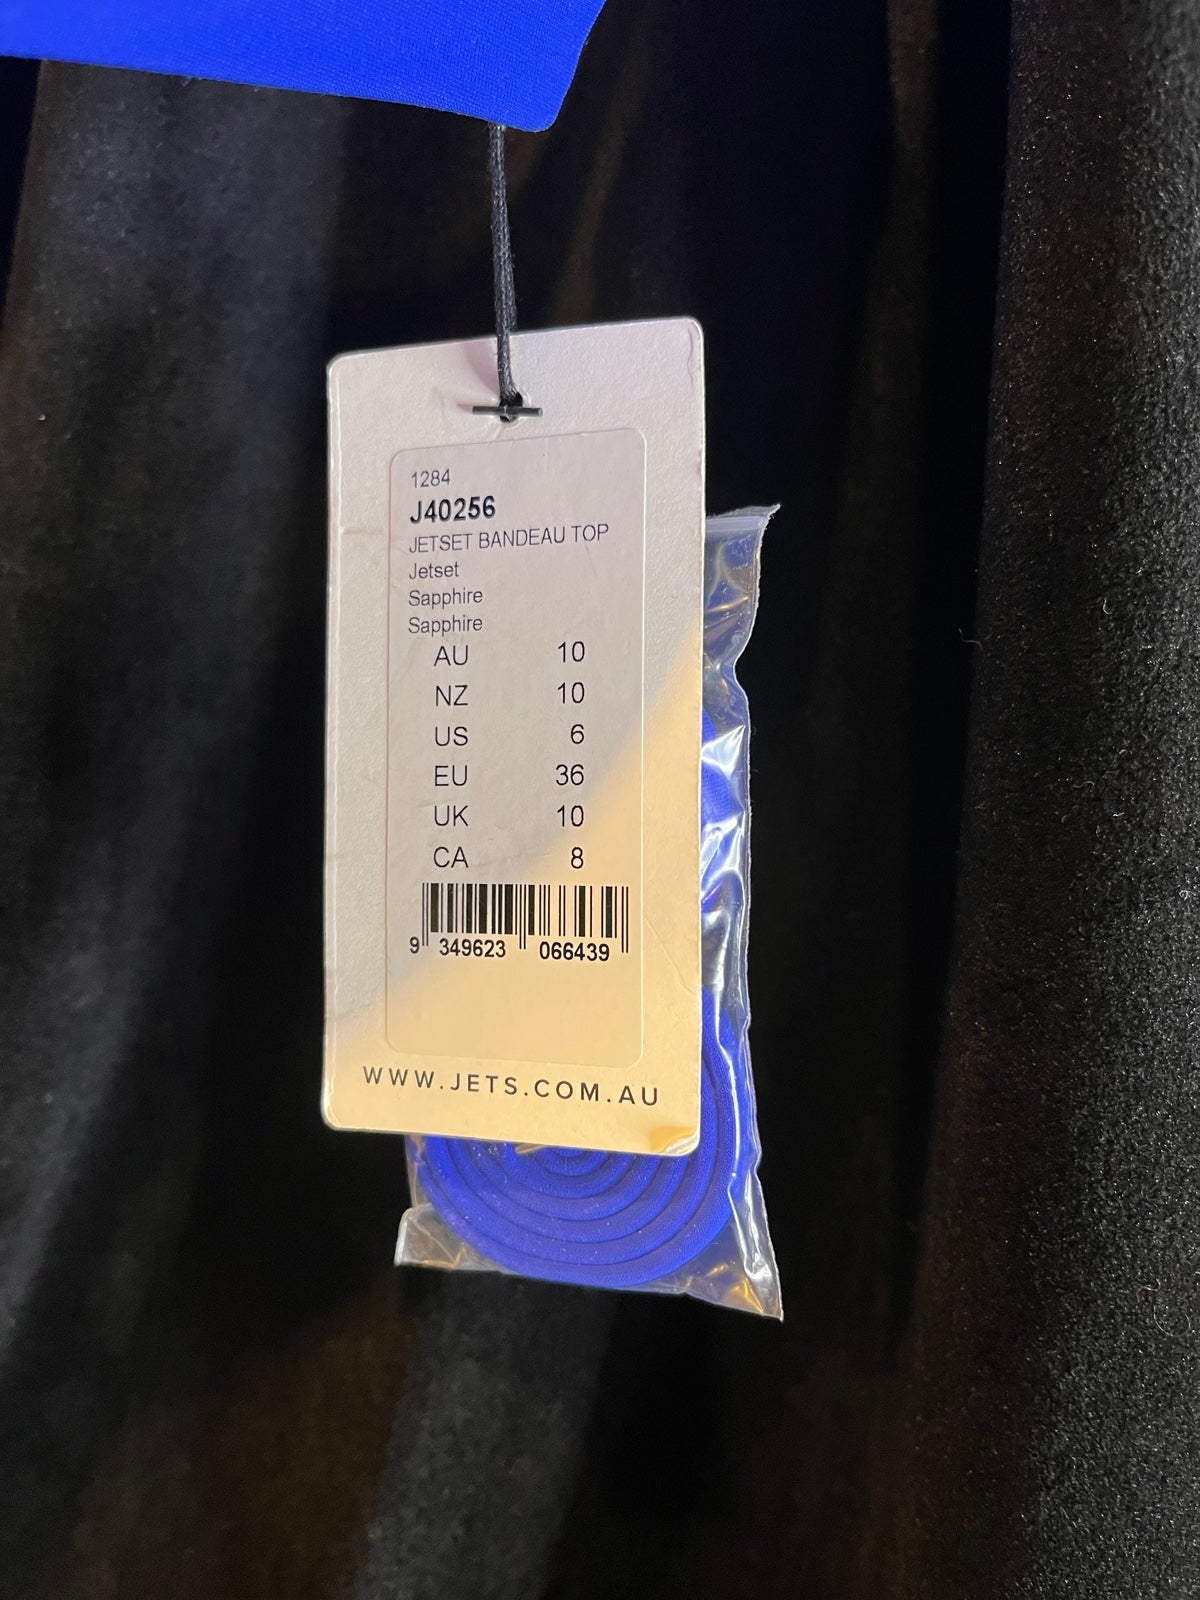 1284
J40256
JETSET BANDEAU TOP
Jetset
Sapphire
Sapphire
AU 10
NZ 10
US 6
EU 36
UK 10
CA 8
9 349623 066439
WWW.JETS.COM.AU